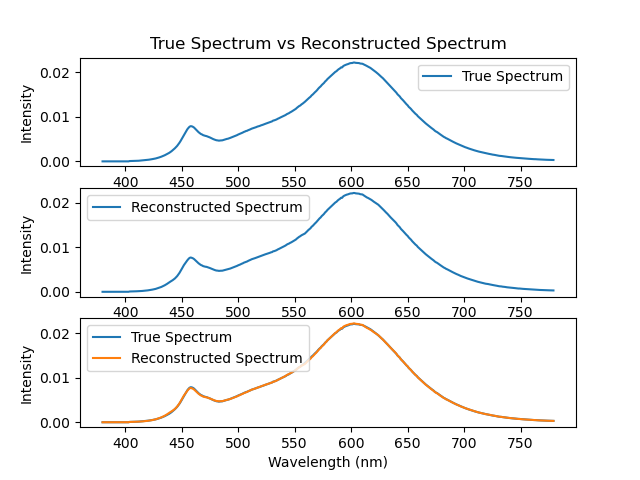 True Spectrum vs Reconstructed Spectrum
0.02
0.01
0.00
Intensity
True Spectrum
400 450 500 550 600 650 700 750
0.02
0.01
0.00
Intensity
Reconstructed Spectrum
400 450 500 550 600 650 700 750
0.02
0.01
0.00
Intensity
True Spectrum
Reconstructed Spectrum
400 450 500 550 600 650 700 750
Wavelength (nm)